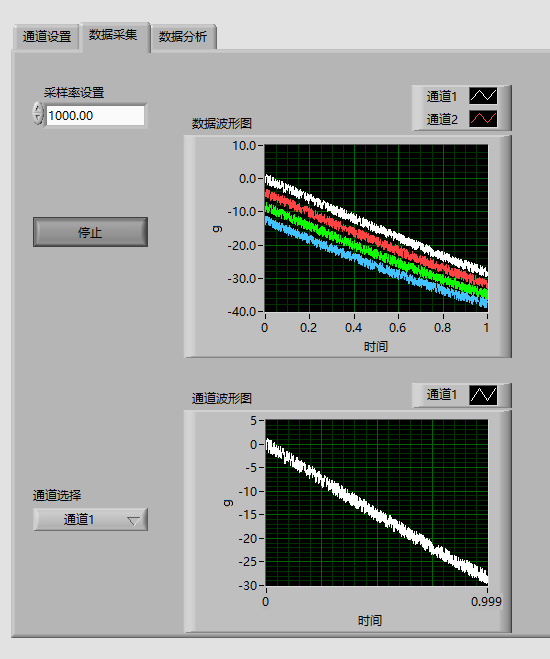 通道设置 数据采集 数据分析
采样率设置
1000.00
停止
通道选择
通道1
数据波形图
通道1
通道2
10.0
0.0
-10.0
-20.0
-30.0
-40.0
g
0 0.2 0.4 0.6 0.8 1
时间
通道波形图
通道1
5
0
-5
-10
-15
-20
-25
-30
g
0 0.999
时间